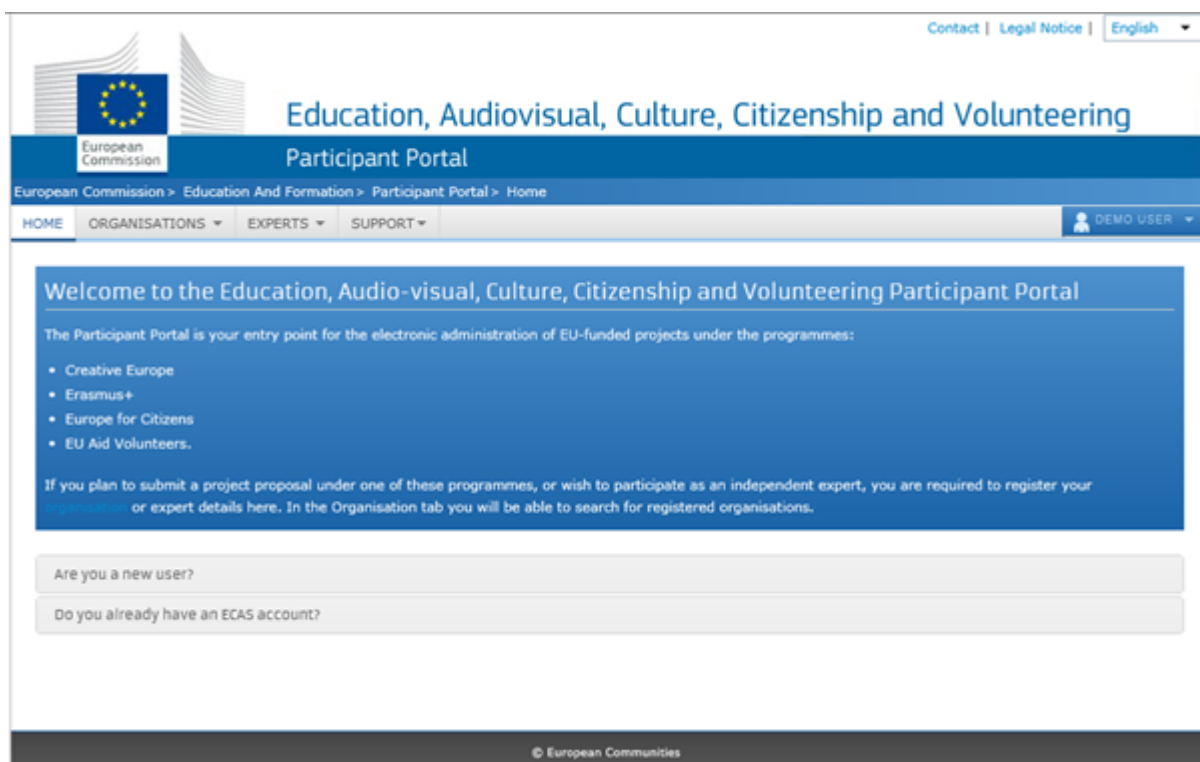 Contact | Legal Notice | English
Education, Audiovisual, Culture, Citizenship and Volunteering
European
Commission
Participant Portal
European Commission > Education And Formation > Participant Portal > Home
HOME ORGANISATIONS EXPERTS SUPPORT DEMO USER
Welcome to the Education, Audio-visual, Culture, Citizenship and Volunteering Participant Portal
The Participant Portal is your entry point for the electronic administration of EU-funded projects under the programmes:
• Creative Europe
• Erasmus+
• Europe for Citizens
• EU Aid Volunteers.
If you plan to submit a project proposal under one of these programmes, or wish to participate as an independent expert, you are required to register your
organisation or expert details here. In the Organisation tab you will be able to search for registered organisations.
Are you a new user?
Do you already have an ECAS account?
© European Communities